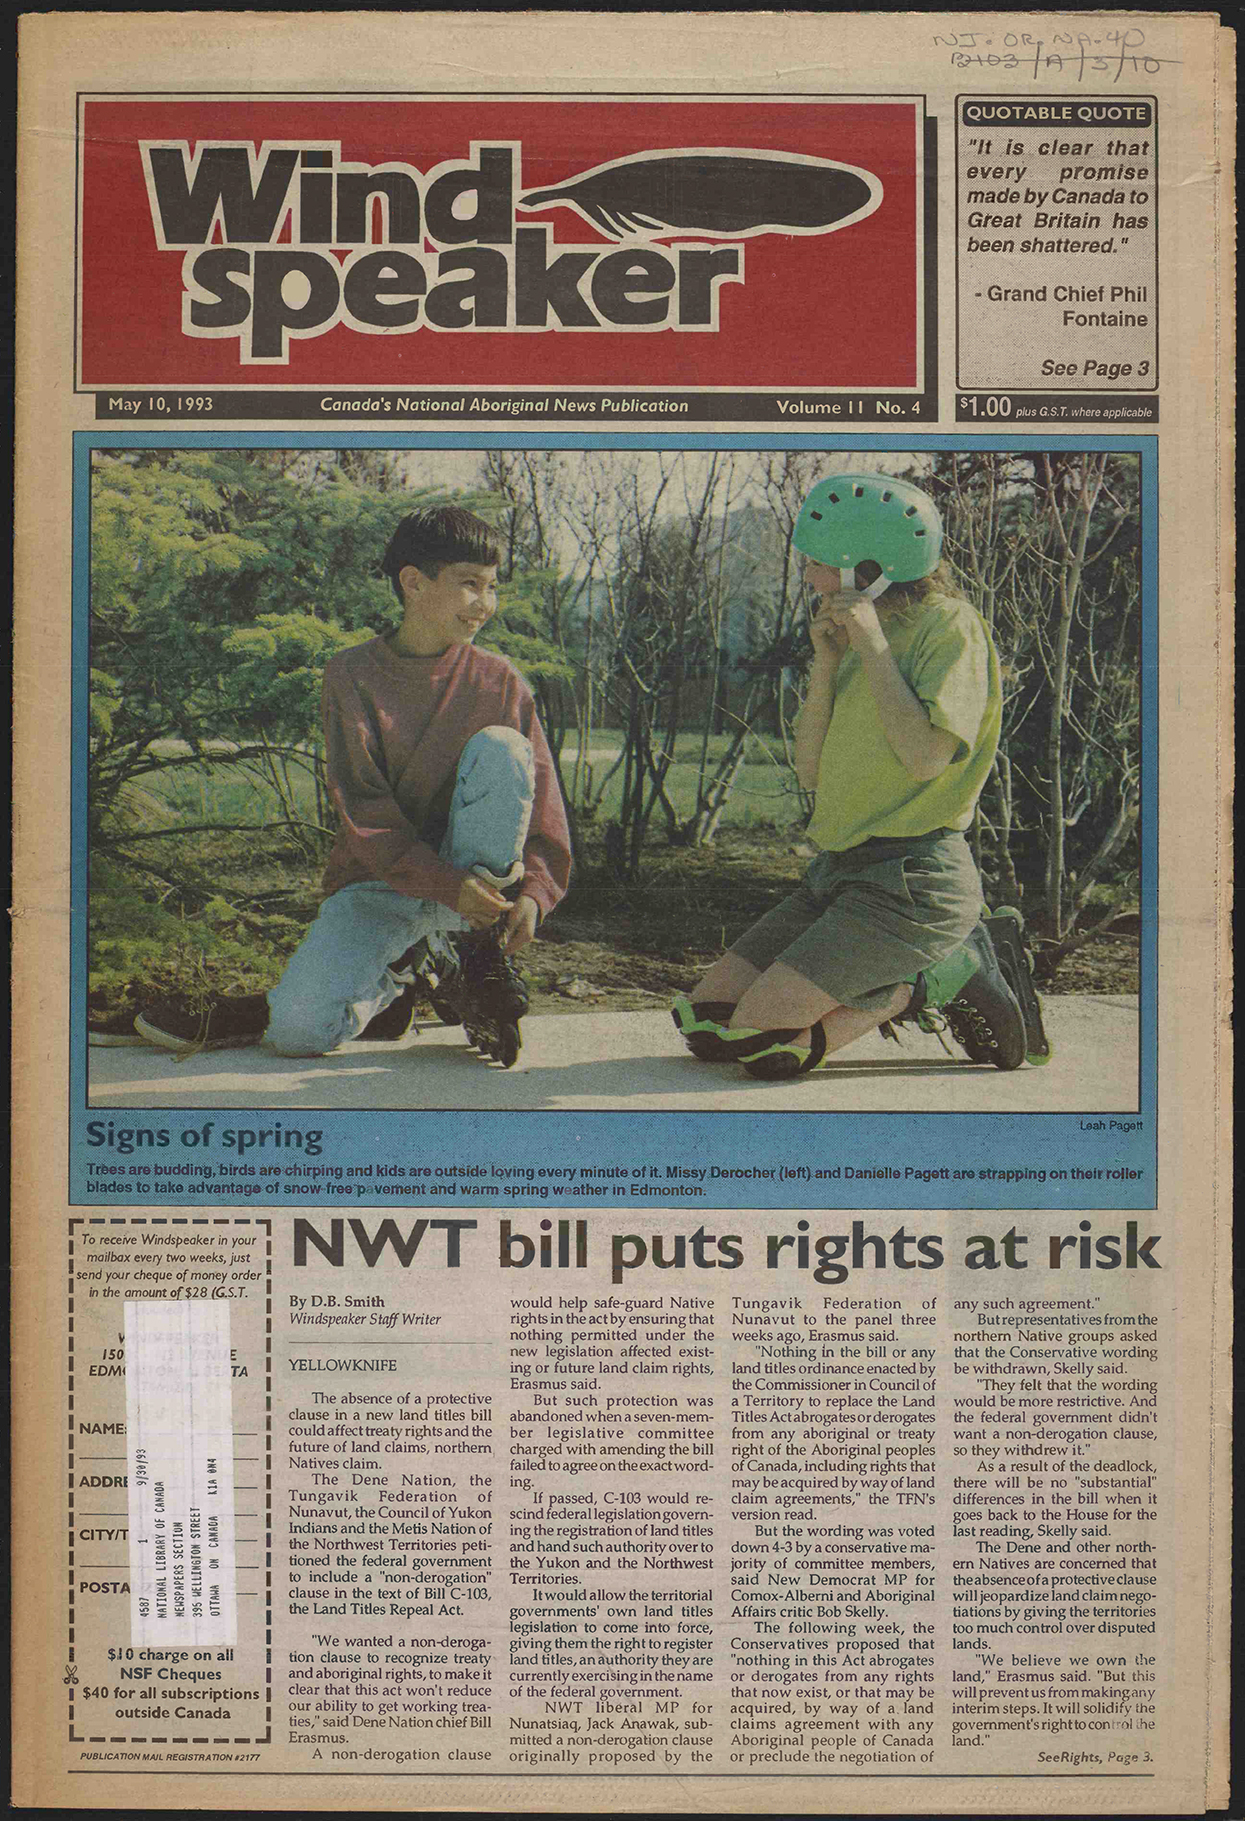 NJ. OR. NA. 40
B2103/A/3/10
Wind
speaker
QUOTABLE QUOTE
"It is clear that
every promise
made by Canada to
Great Britain has
been shattered."
- Grand Chief Phil
Fontaine
See Page 3
May 10, 1993
Canada's National Aboriginal News Publication
Volume 11 No. 4
$1.00 plus G.S.T. where applicable
Leah Pagett
Signs of spring
Trees are budding, birds are chirping and kids are outside loving every minute of it. Missy Derocher (left) and Danielle Pagett are strapping on their roller
blades to take advantage of snow-free pavement and warm spring weather in Edmonton.
To receive Windspeaker in your
mailbox every two weeks, just
send your cheque of money order
in the amount of $28 (G.S.T.
150
EDM
TA
NAME:
ADDRE
CITY/T
POSTA
4587 1 9/30/93
NATIONAL LIBRARY OF CANADA
NEWSPAPERS SECTION
395 WELLINGTON STREET
OTTAWA ON CANADA K1A 0N4
$10 charge on all
NSF Cheques
$40 for all subscriptions
outside Canada
PUBLICATION MAIL REGISTRATION #2177
NWT bill puts rights at risk
By D.B. Smith
Windspeaker Staff Writer
YELLOWKNIFE
The absence of a protective
clause in a new land titles bill
could affect treaty rights and the
future of land claims, northern
Natives claim.
The Dene Nation, the
Tungavik Federation of
Nunavut, the Council of Yukon
Indians and the Metis Nation of
the Northwest Territories peti-
tioned the federal government
to include a "non-derogation"
clause in the text of Bill C-103,
the Land Titles Repeal Act.
"We wanted a non-deroga-
tion clause to recognize treaty
and aboriginal rights, to make it
clear that this act won't reduce
our ability to get working trea-
ties," said Dene Nation chief Bill
Erasmus.
A non-derogation clause
would help safe-guard Native
rights in the act by ensuring that
nothing permitted under the
new legislation affected exist-
ing or future land claim rights,
Erasmus said.
But such protection was
abandoned when a seven-mem-
ber legislative committee
charged with amending the bill
failed to agree on the exact word-
ing.
If passed, C-103 would re-
scind federal legislation govern-
ing the registration of land titles
and hand such authority over to
the Yukon and the Northwest
Territories.
It would allow the territorial
governments' own land titles
legislation to come into force,
giving them the right to register
land titles, an authority they are
currently exercising in the name
of the federal government.
NWT liberal MP for
Nunatsiaq, Jack Anawak, sub-
mitted a non-derogation clause
originally proposed by the
Tungavik Federation of
Nunavut to the panel three
weeks ago, Erasmus said.
"Nothing in the bill or any
land titles ordinance enacted by
the Commissioner in Council of
a Territory to replace the Land
Titles Act abrogates or derogates
from any aboriginal or treaty
right of the Aboriginal peoples
of Canada, including rights that
may be acquired by way of land
claim agreements," the TFN's
version read.
But the wording was voted
down 4-3 by a conservative ma-
jority of committee members,
said New Democrat MP for
Comox-Alberni and Aboriginal
Affairs critic Bob Skelly.
The following week, the
Conservatives proposed that
"nothing in this Act abrogates
or derogates from any rights
that now exist, or that may be
acquired, by way of a land
claims agreement with any
Aboriginal people of Canada
or preclude the negotiation of
any such agreement."
But representatives from the
northern Native groups asked
that the Conservative wording
be withdrawn, Skelly said.
"They felt that the wording
would be more restrictive. And
the federal government didn't
want a non-derogation clause,
so they withdrew it."
As a result of the deadlock,
there will be no "substantial"
differences in the bill when it
goes back to the House for the
last reading, Skelly said.
The Dene and other north-
ern Natives are concerned that
the absence of a protective clause
will jeopardize land claim nego-
tiations by giving the territories
too much control over disputed
lands.
"We believe we own the
land," Erasmus said. "But this
will prevent us from making any
interim steps. It will solidify the
government's right to control the
land."
See Rights, Page 3.